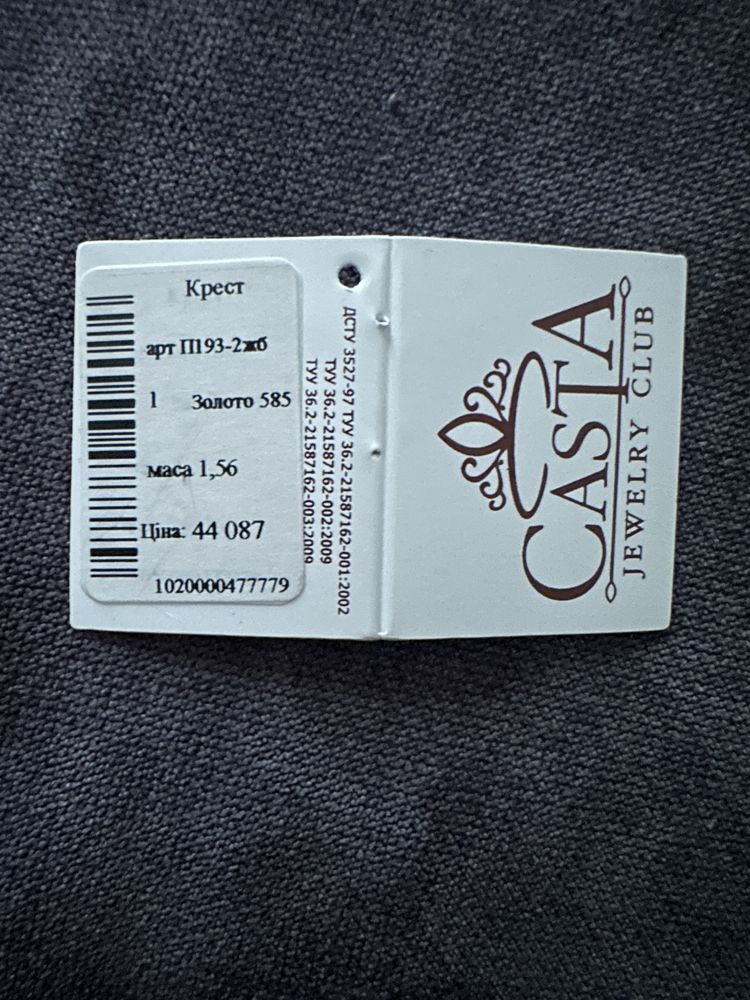 Крест
арт П193-2жб
1 Золото 585
маса 1,56
Ціна: 44 087
1020000477779
ДСТУ 3527-97 ТУУ 36.2-21587162-001:2002
ТУУ 36.2-21587162-002:2009
ТУУ 36.2-21587162-003:2009
CASTA
JEWELRY CLUB